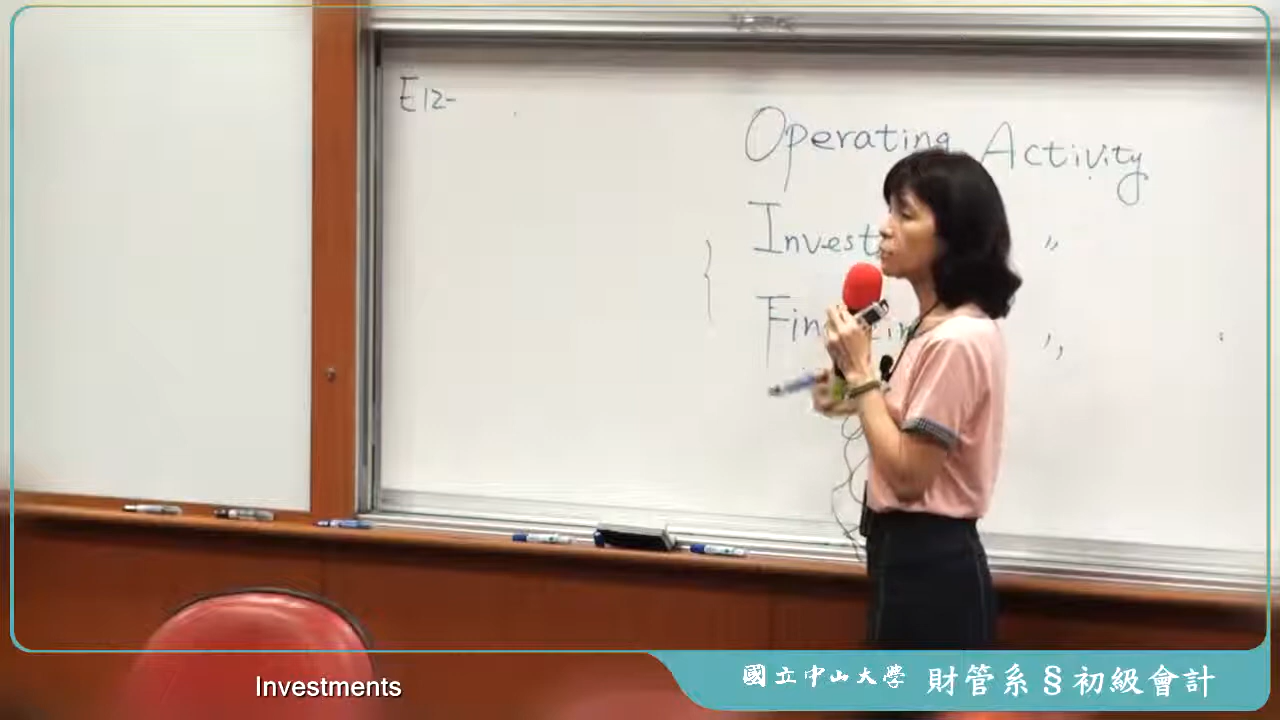 E12-
Operating Activity
Invest 〃
Fin 〃
Investments
國立中山大學 財管系§初級會計